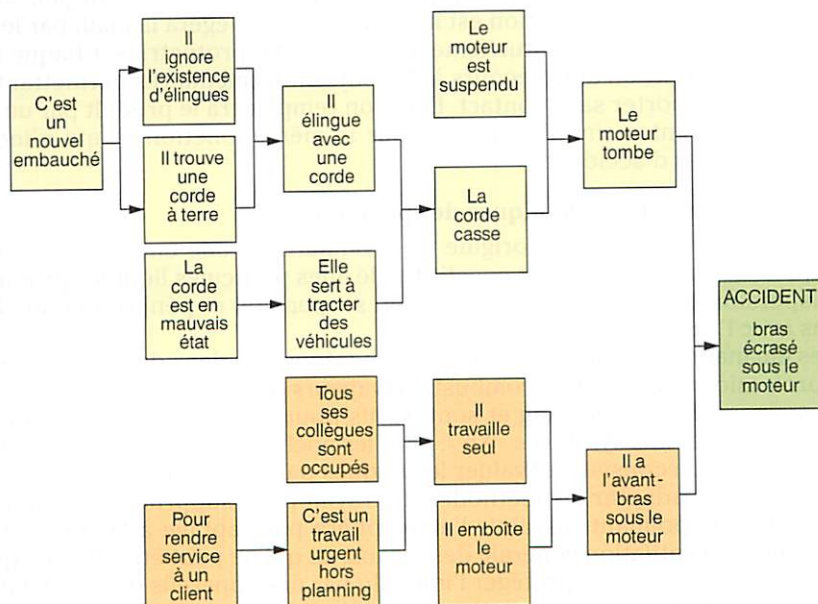 Il
ignore
l'existence
d'élingues
Le
moteur
est
suspendu
C'est
un
nouvel
embauché
Il
élingue
avec
une
corde
Le
moteur
tombe
Il trouve
une
corde
à terre
La
corde
casse
La
corde
est en
mauvais
état
Elle
sert à
tracter
des
véhicules
ACCIDENT
bras
écrasé
sous le
moteur
Tous
ses
collègues
sont
occupés
Il
travaille
seul
Il a
l'avant-
bras
sous le
moteur
Pour
rendre
service
à un
client
C'est un
travail
urgent
hors
planning
Il emboîte
le
moteur